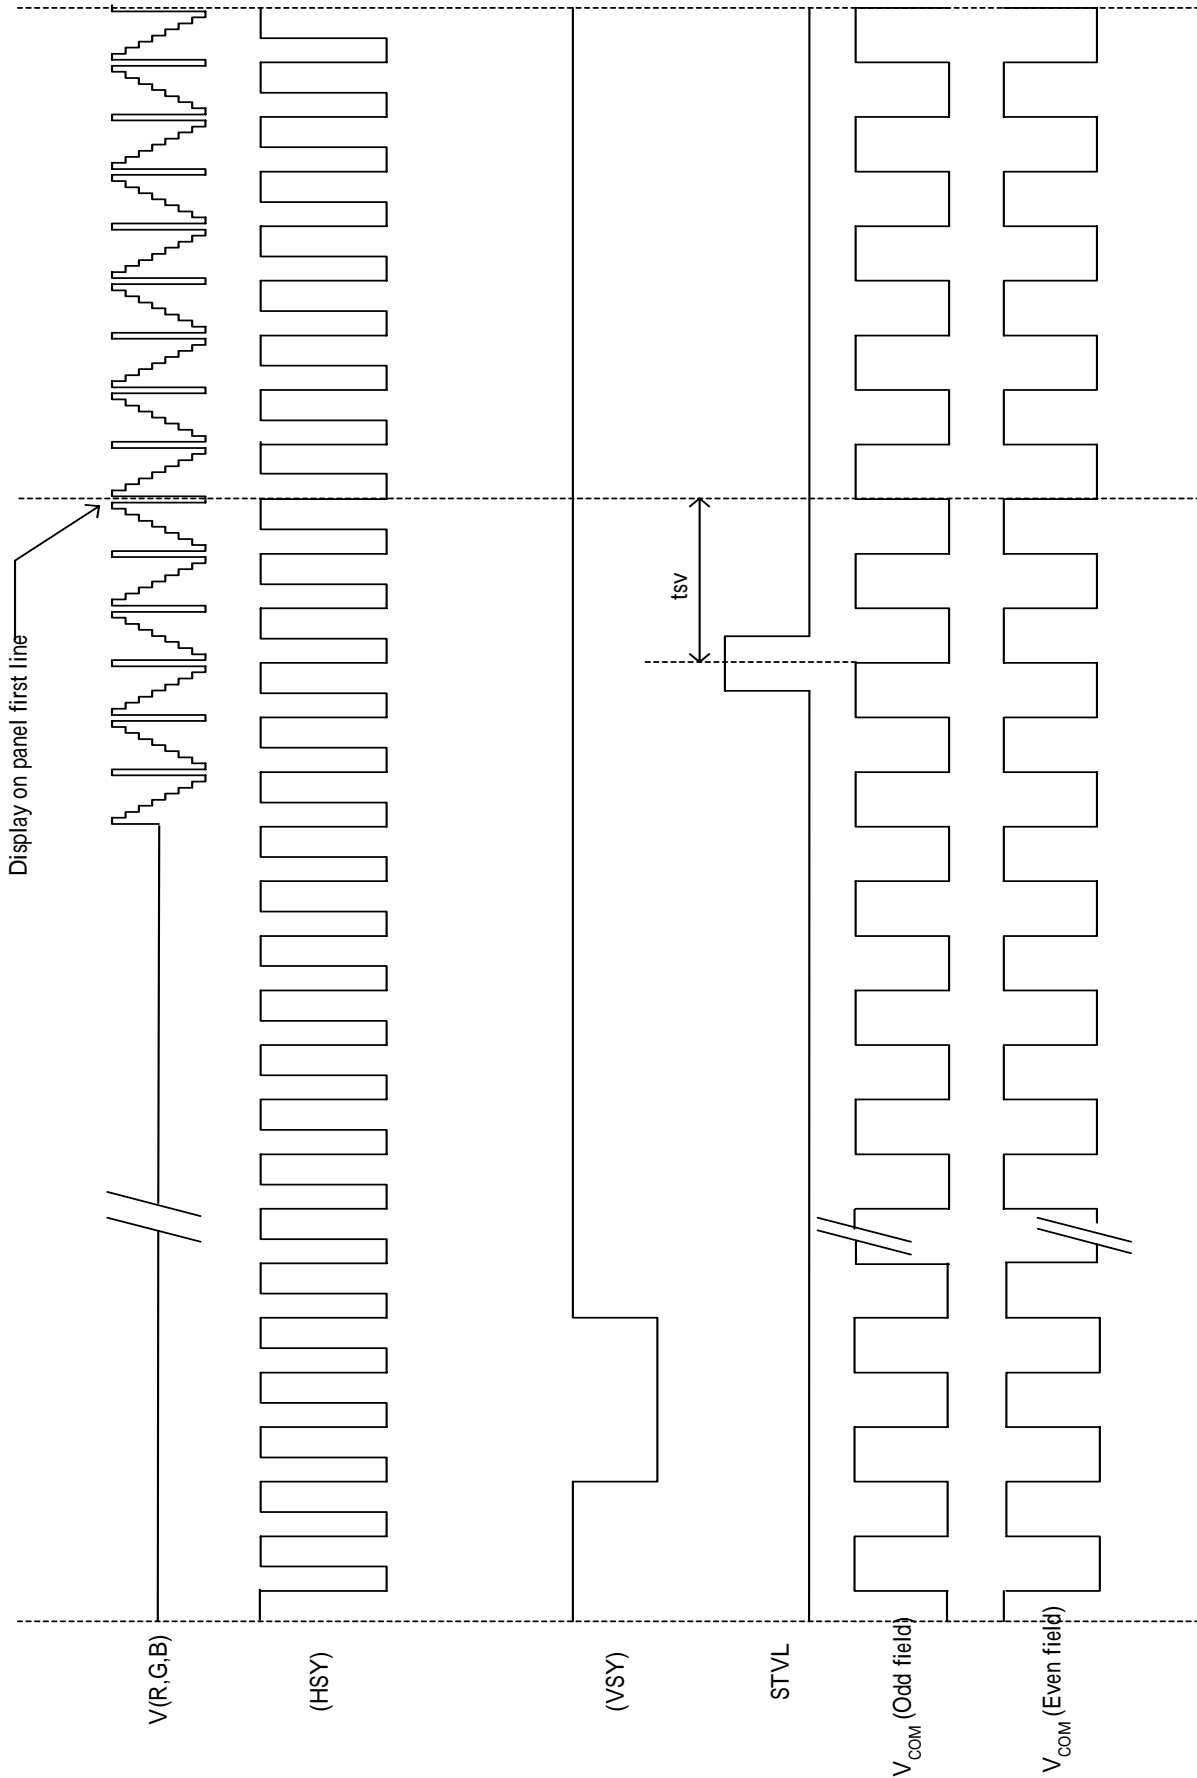 Display on panel first line
V(R,G,B)
(HSY)
(VSY)
tsv
STVL
VCOM (Odd field)
VCOM (Even field)